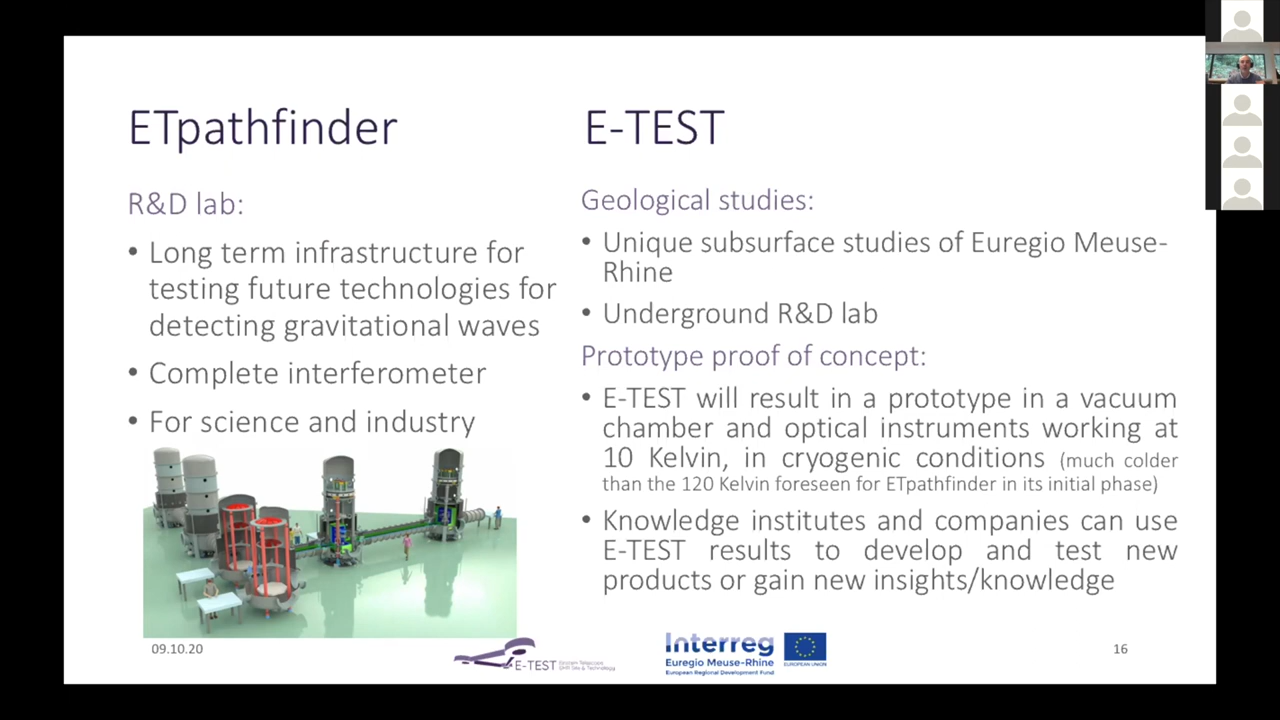 ETpathfinder
R&D lab:
• Long term infrastructure for
testing future technologies for
detecting gravitational waves
• Complete interferometer
• For science and industry
E-TEST
Geological studies:
• Unique subsurface studies of Euregio Meuse-
Rhine
• Underground R&D lab
Prototype proof of concept:
• E-TEST will result in a prototype in a vacuum
chamber and optical instruments working at
10 Kelvin, in cryogenic conditions (much colder
than the 120 Kelvin foreseen for ETpathfinder in its initial phase)
• Knowledge institutes and companies can use
E-TEST results to develop and test new
products or gain new insights/knowledge
09.10.20
E-TEST
Interreg
Euregio Meuse-Rhine
European Regional Development Fund
EUROPEAN UNION
16